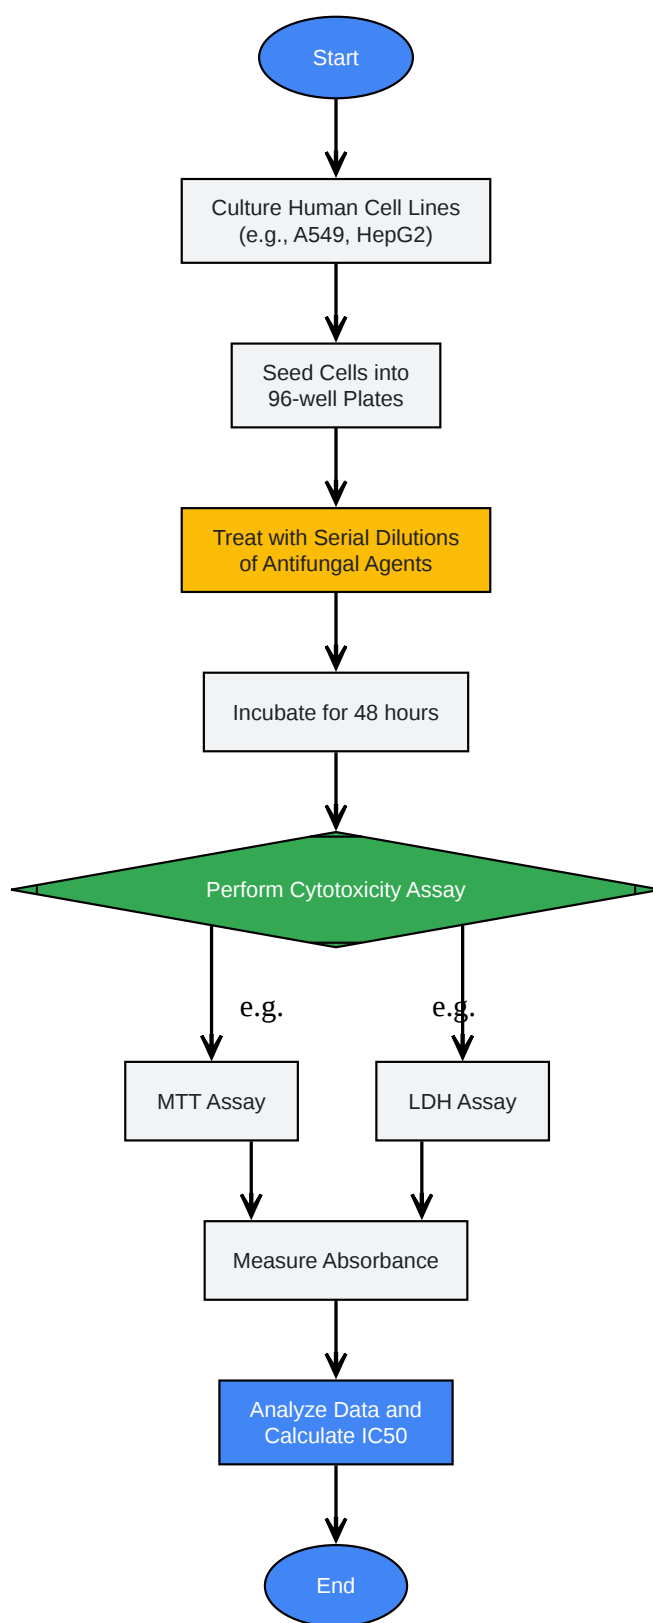 Start
Culture Human Cell Lines
(e.g., A549, HepG2)
Seed Cells into
96-well Plates
Treat with Serial Dilutions
of Antifungal Agents
Incubate for 48 hours
Perform Cytotoxicity Assay
e.g.
e.g.
MTT Assay
LDH Assay
Measure Absorbance
Analyze Data and
Calculate IC50
End